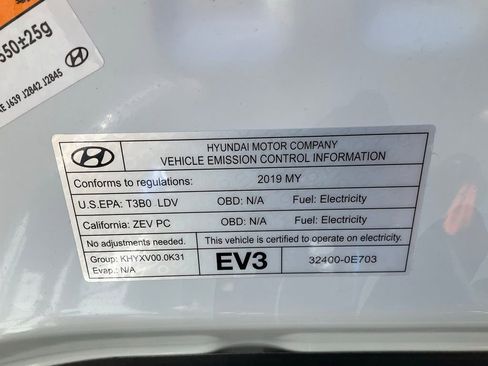 550±25g
J639 J2842 J2845
HYUNDAI MOTOR COMPANY
VEHICLE EMISSION CONTROL INFORMATION
Conforms to regulations: 2019 MY
U.S.EPA: T3B0 LDV OBD: N/A Fuel: Electricity
California: ZEV PC OBD: N/A Fuel: Electricity
No adjustments needed. This vehicle is certified to operate on electricity.
Group: KHYXV00.0K31
Evap.: N/A
EV3 32400-0E703